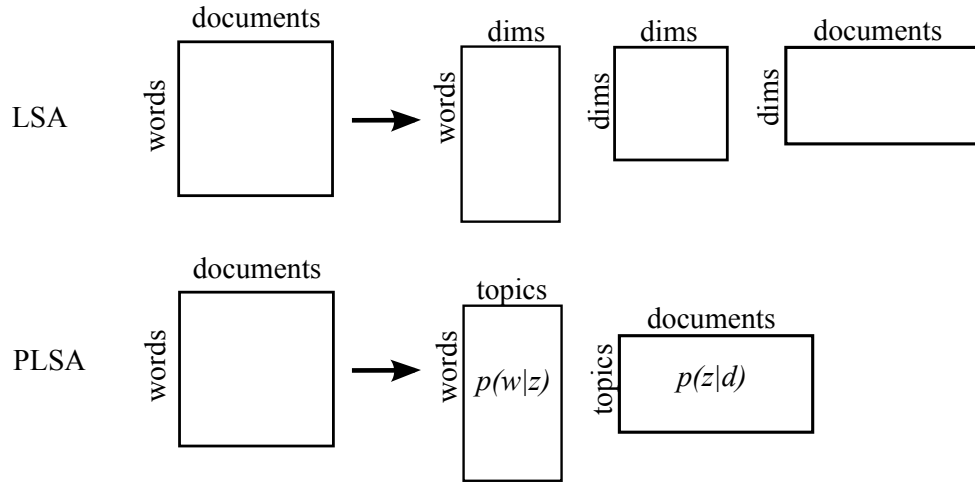 documents
dims
dims
documents
LSA
words
words
dims
dims
documents
topics
documents
PLSA
words
words
p(w|z)
topics
p(z|d)